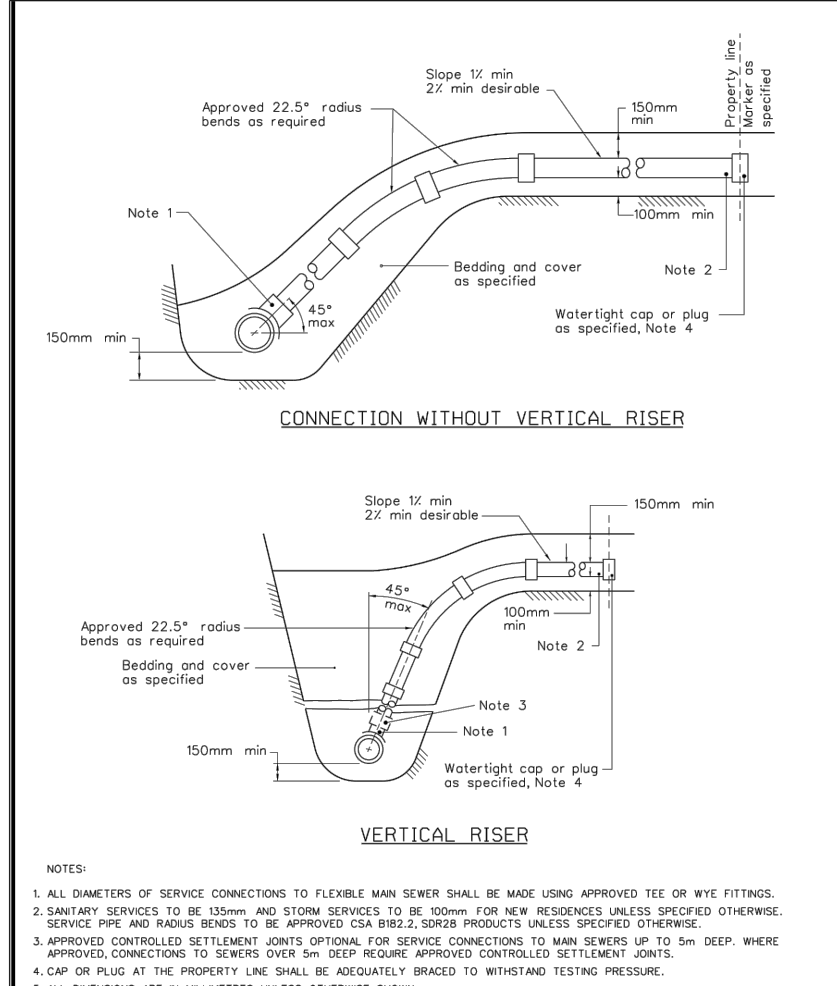 Slope 1% min
2% min desirable
Approved 22.5° radius
bends as required
150mm
min
Property line
Marker as
specified
Note 1
100mm min
Bedding and cover
as specified
Note 2
45°
max
Watertight cap or plug
as specified, Note 4
150mm min
CONNECTION WITHOUT VERTICAL RISER
Slope 1% min
2% min desirable
150mm min
45°
max
Approved 22.5° radius
bends as required
100mm
min
Note 2
Bedding and cover
as specified
Note 3
Note 1
150mm min
Watertight cap or plug
as specified, Note 4
VERTICAL RISER
NOTES:
1. ALL DIAMETERS OF SERVICE CONNECTIONS TO FLEXIBLE MAIN SEWER SHALL BE MADE USING APPROVED TEE OR WYE FITTINGS.
2. SANITARY SERVICES TO BE 135mm AND STORM SERVICES TO BE 100mm FOR NEW RESIDENCES UNLESS SPECIFIED OTHERWISE.
SERVICE PIPE AND RADIUS BENDS TO BE APPROVED CSA B182.2, SDR28 PRODUCTS UNLESS SPECIFIED OTHERWISE.
3. APPROVED CONTROLLED SETTLEMENT JOINTS OPTIONAL FOR SERVICE CONNECTIONS TO MAIN SEWERS UP TO 5m DEEP. WHERE
APPROVED, CONNECTIONS TO SEWERS OVER 5m DEEP REQUIRE APPROVED CONTROLLED SETTLEMENT JOINTS.
4. CAP OR PLUG AT THE PROPERTY LINE SHALL BE ADEQUATELY BRACED TO WITHSTAND TESTING PRESSURE.